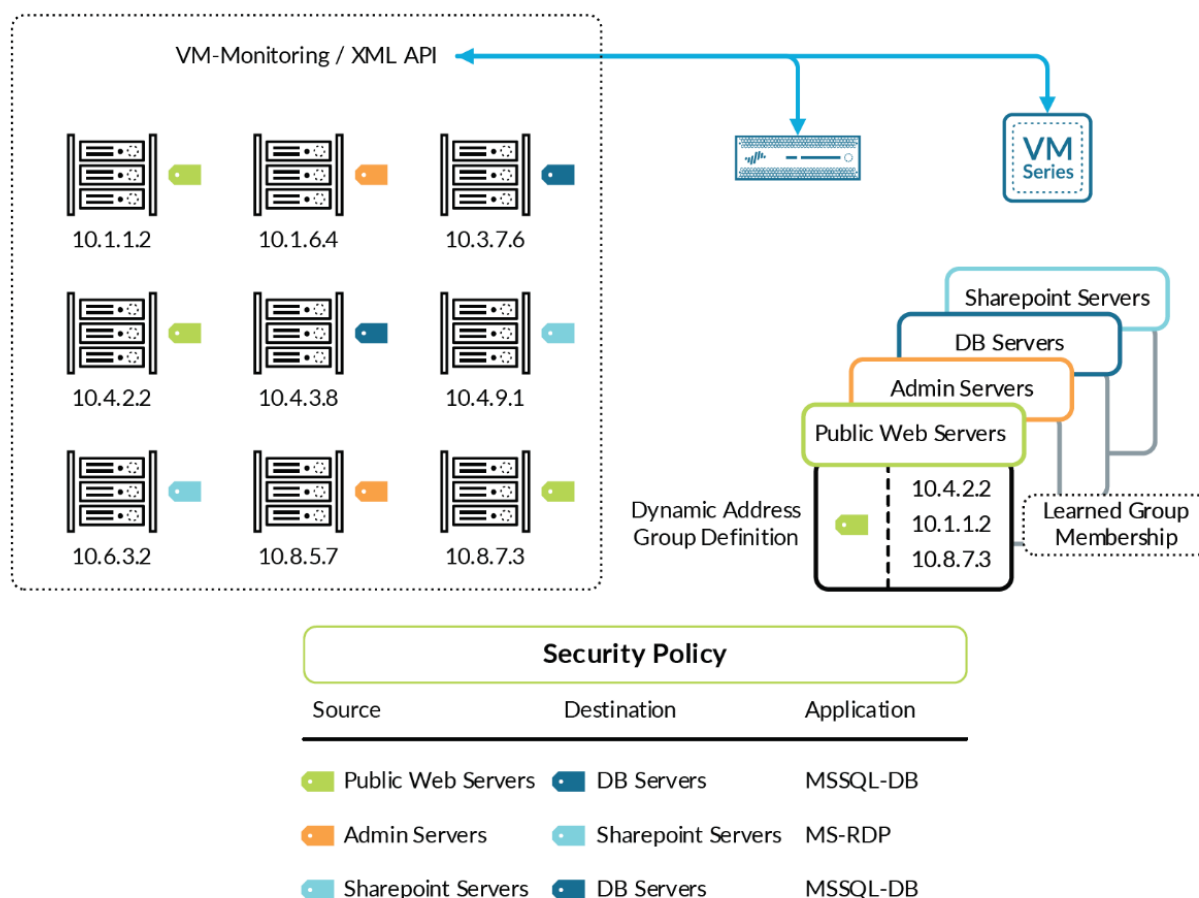 VM-Monitoring / XML API
VM
Series
10.1.1.2
10.1.6.4
10.3.7.6
10.4.2.2
10.4.3.8
10.4.9.1
10.6.3.2
10.8.5.7
10.8.7.3
Sharepoint Servers
DB Servers
Admin Servers
Public Web Servers
Dynamic Address
Group Definition
10.4.2.2
10.1.1.2
10.8.7.3
Learned Group
Membership
Security Policy
Source Destination Application
Public Web Servers DB Servers MSSQL-DB
Admin Servers Sharepoint Servers MS-RDP
Sharepoint Servers DB Servers MSSQL-DB